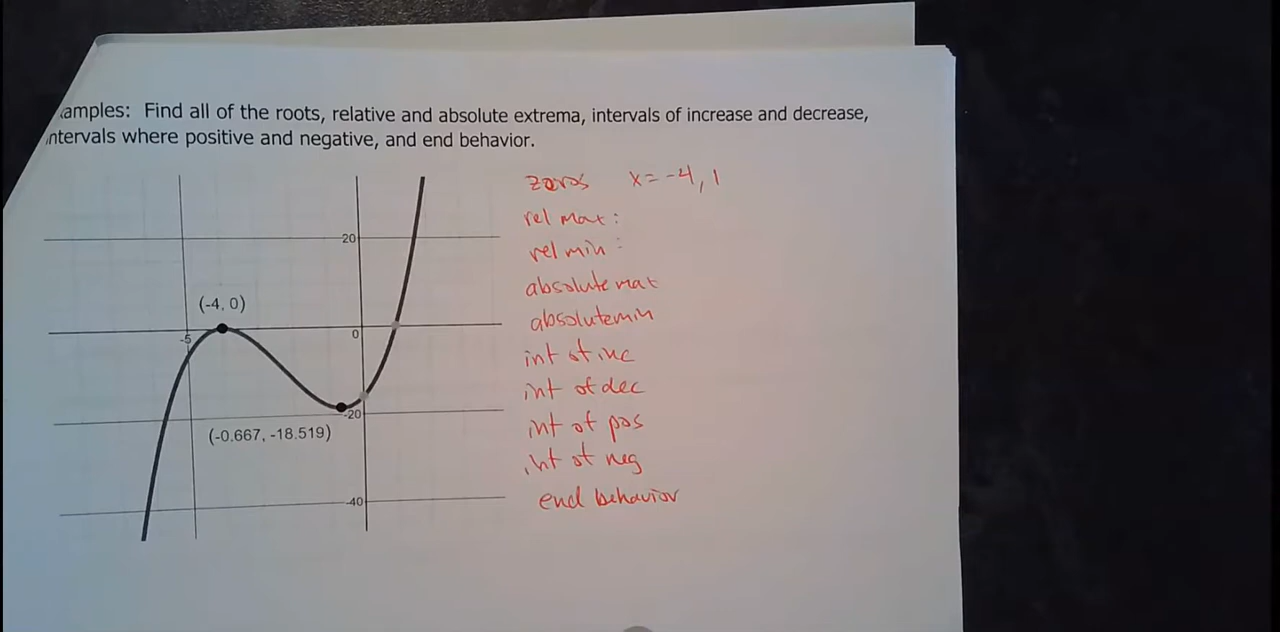 amples: Find all of the roots, relative and absolute extrema, intervals of increase and decrease,
ntervals where positive and negative, and end behavior.
zeros x=-4,1
rel max:
rel min:
absolute max
absolute min
int of inc
int of dec
int of pos
int of neg
end behavior
20
(-4, 0)
-5
0
-20
(-0.667, -18.519)
-40